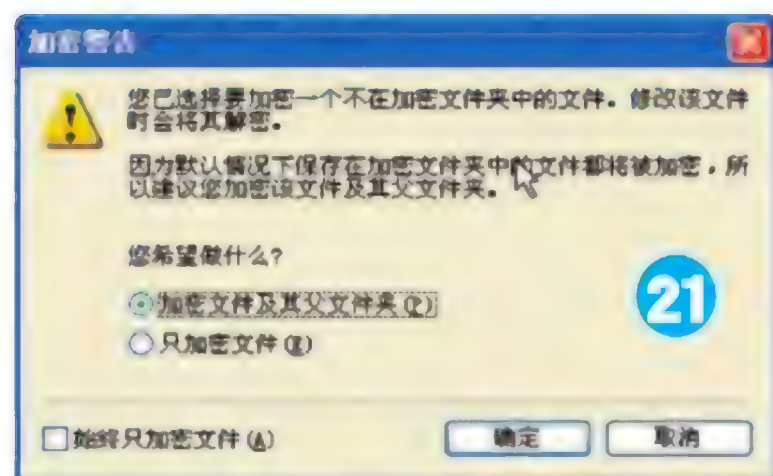 加密警告
您已选择要加密一个不在加密文件夹中的文件。修改该文件
时会将其解密。
因为默认情况下保存在加密文件夹中的文件都将被加密，所
以建议您加密该文件及其父文件夹。
您希望做什么?
加密文件及其父文件夹(P)
21
只加密文件(E)
始终只加密文件(A)
确定
取消